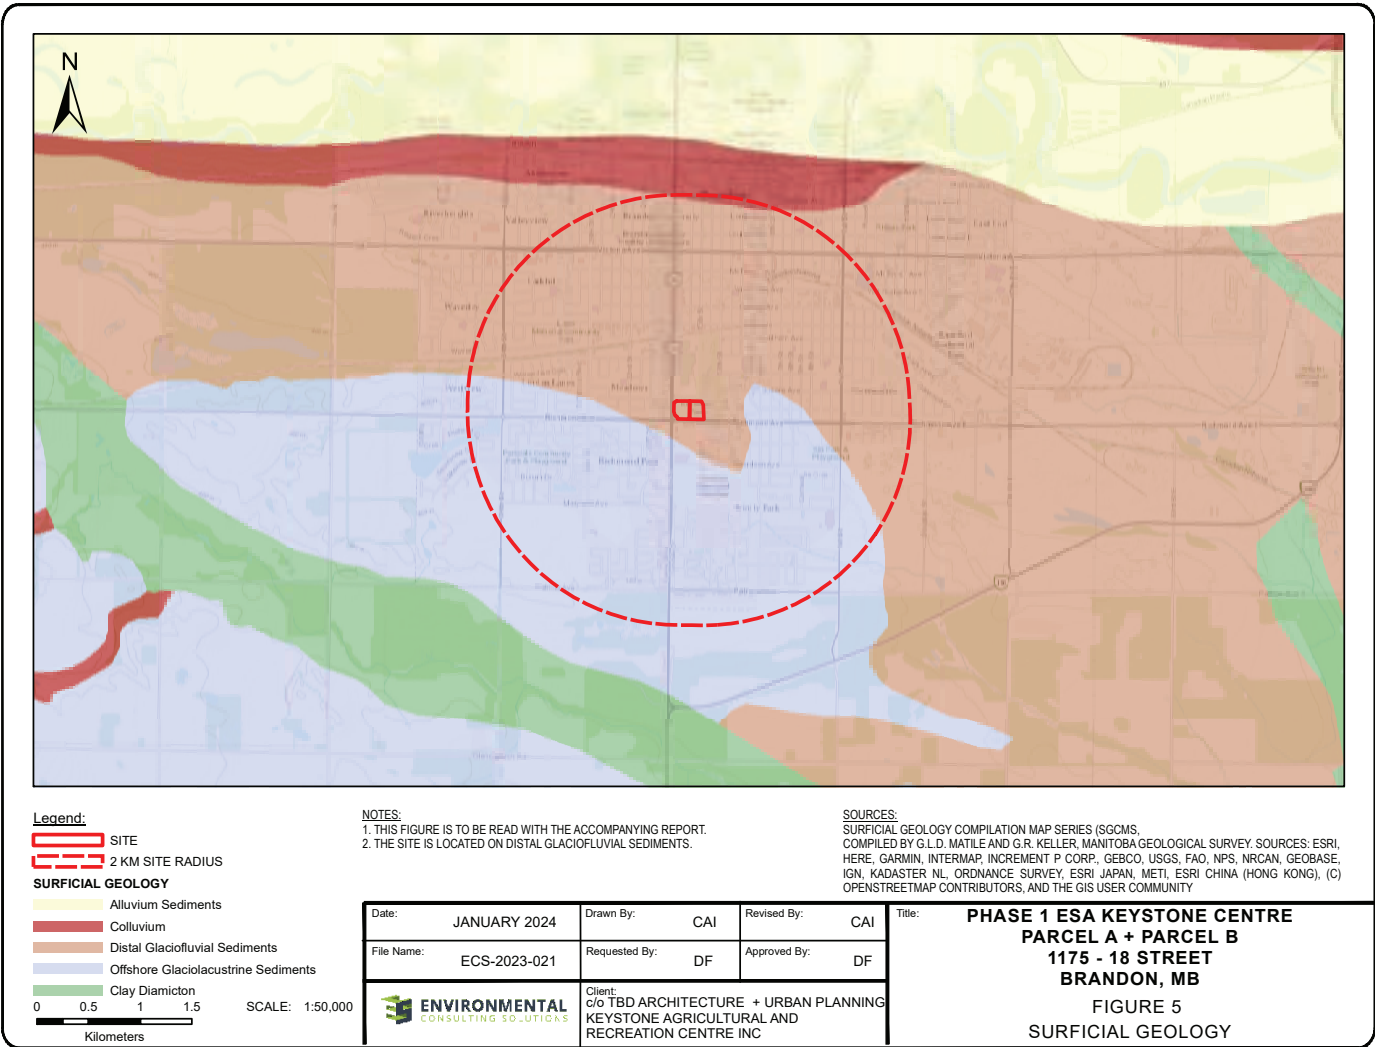 N
Legend:
SITE
2 KM SITE RADIUS
SURFICIAL GEOLOGY
Alluvium Sediments
Colluvium
Distal Glaciofluvial Sediments
Offshore Glaciolacustrine Sediments
Clay Diamicton
0 0.5 1 1.5
SCALE: 1:50,000
Kilometers
NOTES:
1. THIS FIGURE IS TO BE READ WITH THE ACCOMPANYING REPORT.
2. THE SITE IS LOCATED ON DISTAL GLACIOFLUVIAL SEDIMENTS.
SOURCES:
SURFICIAL GEOLOGY COMPILATION MAP SERIES (SGCMS,
COMPILED BY G.L.D. MATILE AND G.R. KELLER, MANITOBA GEOLOGICAL SURVEY. SOURCES: ESRI,
HERE, GARMIN, INTERMAP, INCREMENT P CORP., GEBCO, USGS, FAO, NPS, NRCAN, GEOBASE,
IGN, KADASTER NL, ORDNANCE SURVEY, ESRI JAPAN, METI, ESRI CHINA (HONG KONG), (C)
OPENSTREETMAP CONTRIBUTORS, AND THE GIS USER COMMUNITY
Date: JANUARY 2024
Drawn By: CAI
Revised By: CAI
File Name: ECS-2023-021
Requested By: DF
Approved By: DF
ENVIRONMENTAL
CONSULTING SOLUTIONS
Client:
c/o TBD ARCHITECTURE + URBAN PLANNING
KEYSTONE AGRICULTURAL AND
RECREATION CENTRE INC
Title:
PHASE 1 ESA KEYSTONE CENTRE
PARCEL A + PARCEL B
1175 - 18 STREET
BRANDON, MB
FIGURE 5
SURFICIAL GEOLOGY